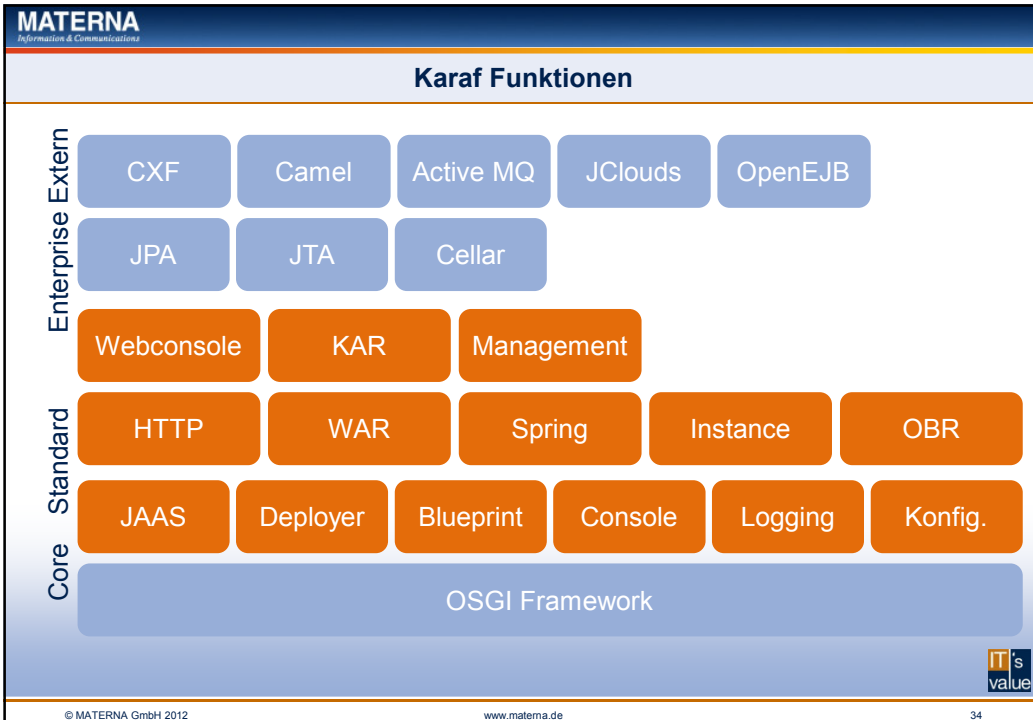 MATERNA
Information & Communications
Karaf Funktionen
Extern
CXF
Camel
Active MQ
JClouds
OpenEJB
Enterprise
JPA
JTA
Cellar
Webconsole
KAR
Management
Standard
HTTP
WAR
Spring
Instance
OBR
JAAS
Deployer
Blueprint
Console
Logging
Konfig.
Core
OSGI Framework
IT's
value
© MATERNA GmbH 2012
www.materna.de
34